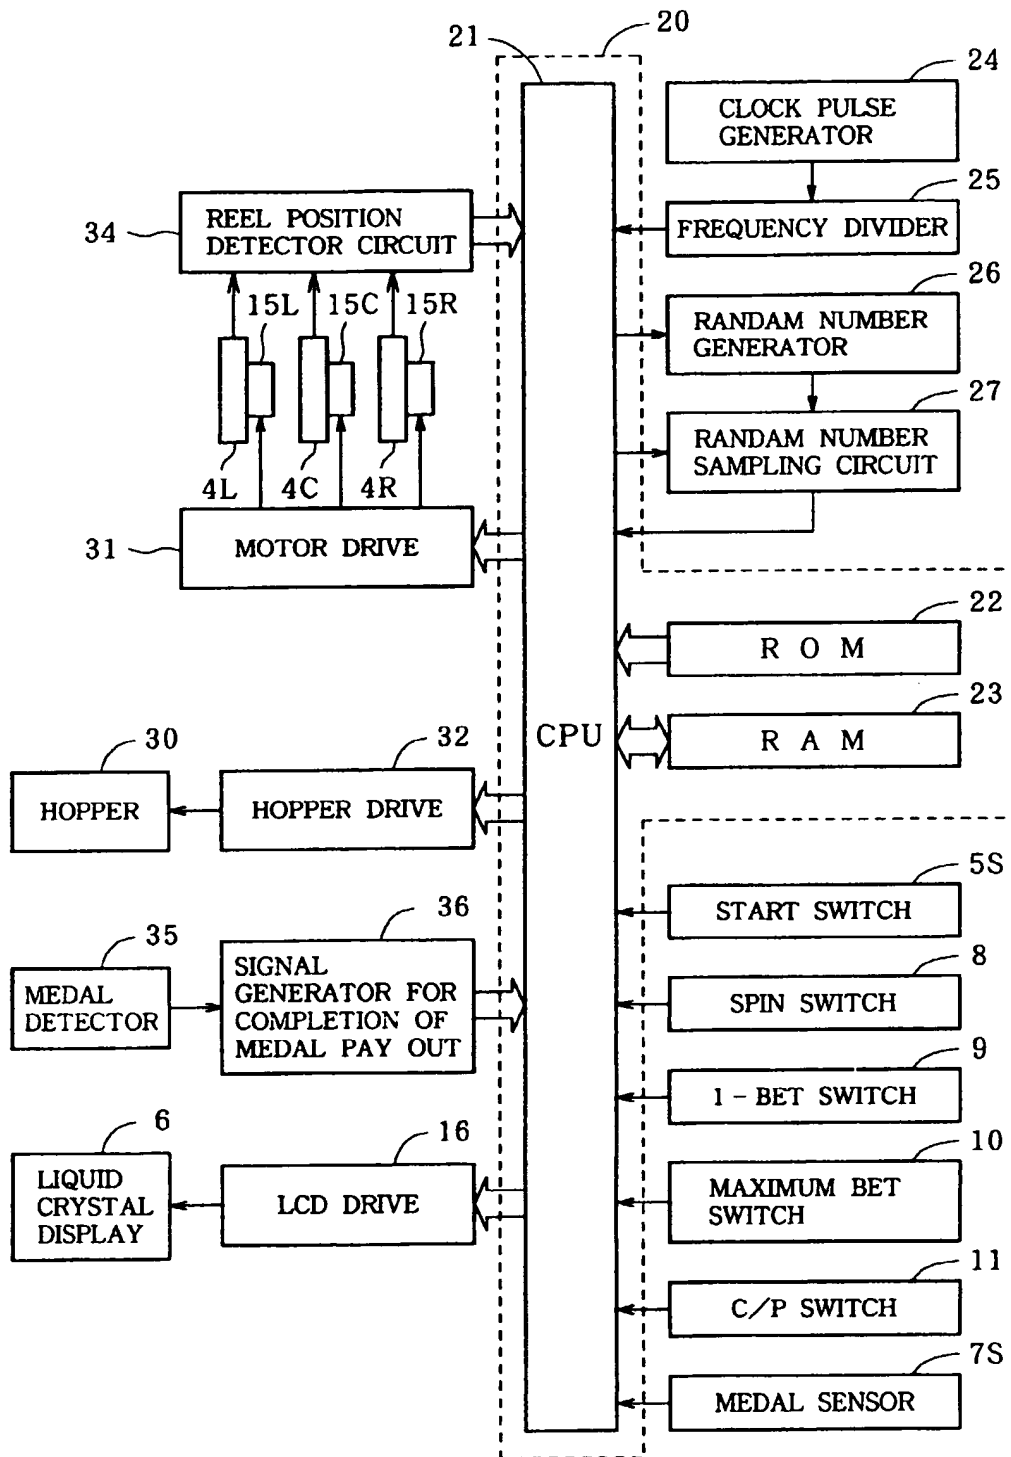 20
21
24
CLOCK PULSE
GENERATOR
25
FREQUENCY DIVIDER
34
REEL POSITION
DETECTOR CIRCUIT
26
RANDAM NUMBER
GENERATOR
15L
15C
15R
27
RANDAM NUMBER
SAMPLING CIRCUIT
4L
4C
4R
31
MOTOR DRIVE
22
R O M
23
R A M
CPU
30
HOPPER
32
HOPPER DRIVE
5S
START SWITCH
35
MEDAL
DETECTOR
36
SIGNAL
GENERATOR FOR
COMPLETION OF
MEDAL PAY OUT
8
SPIN SWITCH
9
1-BET SWITCH
6
LIQUID
CRYSTAL
DISPLAY
16
LCD DRIVE
10
MAXIMUM BET
SWITCH
11
C/P SWITCH
7S
MEDAL SENSOR